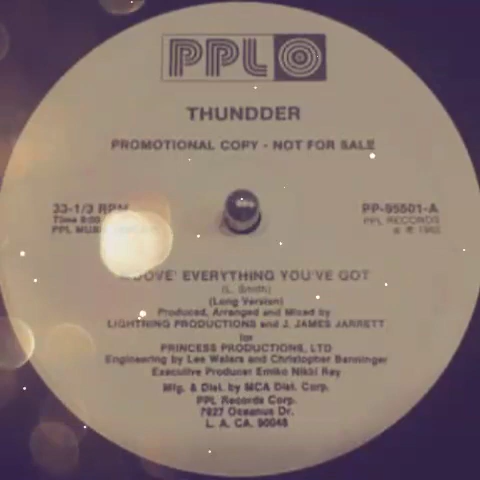 PPL
THUNDDER
PROMOTIONAL COPY - NOT FOR SALE
33-1/3 RPM
Time
PPL
PP-95501-A
PPL RECORDS
EVERYTHING YOU'VE GOT
(L. Smith)
(Long Version)
Produced, Arranged and Mixed by
LIGHTNING PRODUCTIONS and J. JAMES JARRETT
for
PRINCESS PRODUCTIONS, LTD
Engineering by Lee Waters and Christopher Banninger
Executive Producer Emiko Nikki Ray
Mfg. & Dist. by MCA Dist. Corp.
PPL Records Corp.
7927 Oceanus Dr.
L. A. CA. 90046